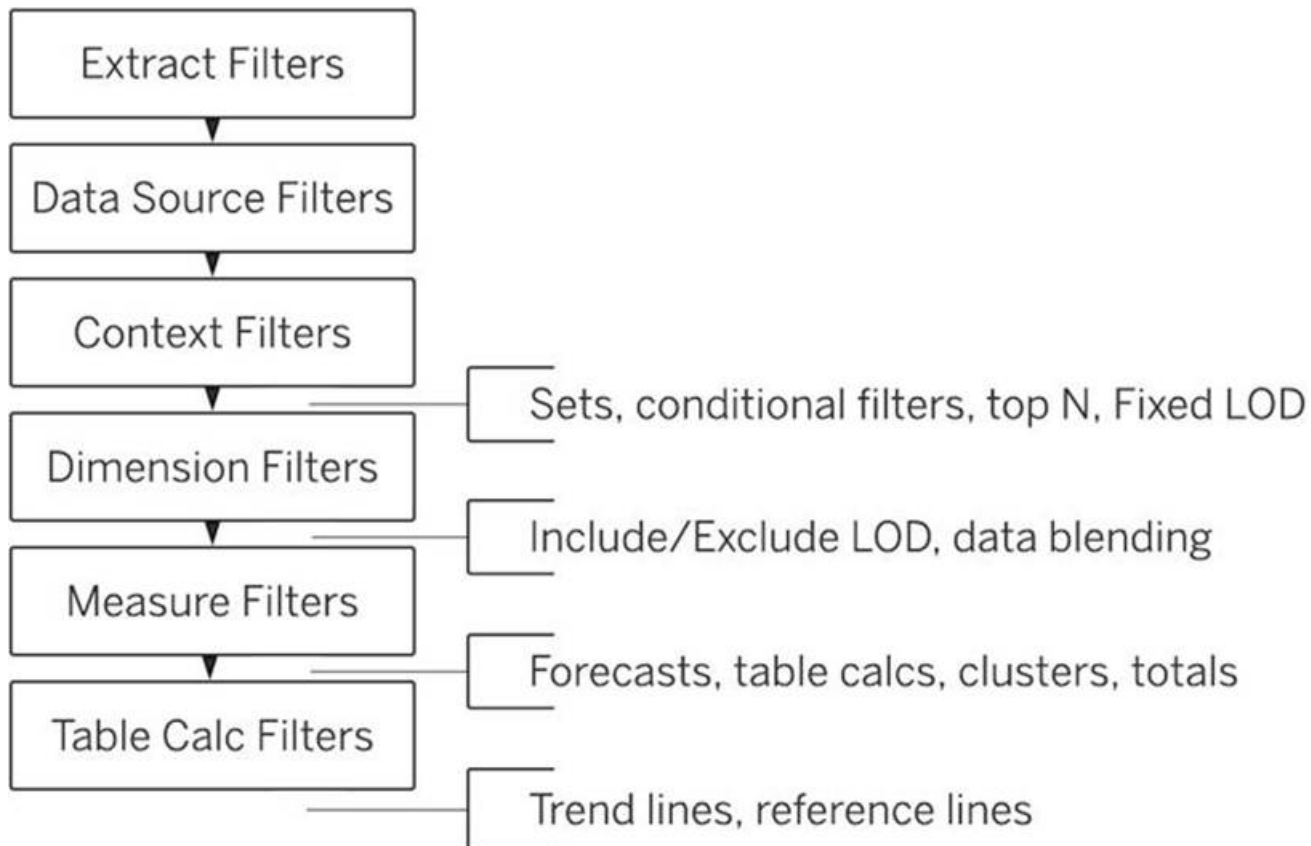 Extract Filters
Data Source Filters
Context Filters
Sets, conditional filters, top N, Fixed LOD
Dimension Filters
Include/Exclude LOD, data blending
Measure Filters
Forecasts, table calcs, clusters, totals
Table Calc Filters
Trend lines, reference lines